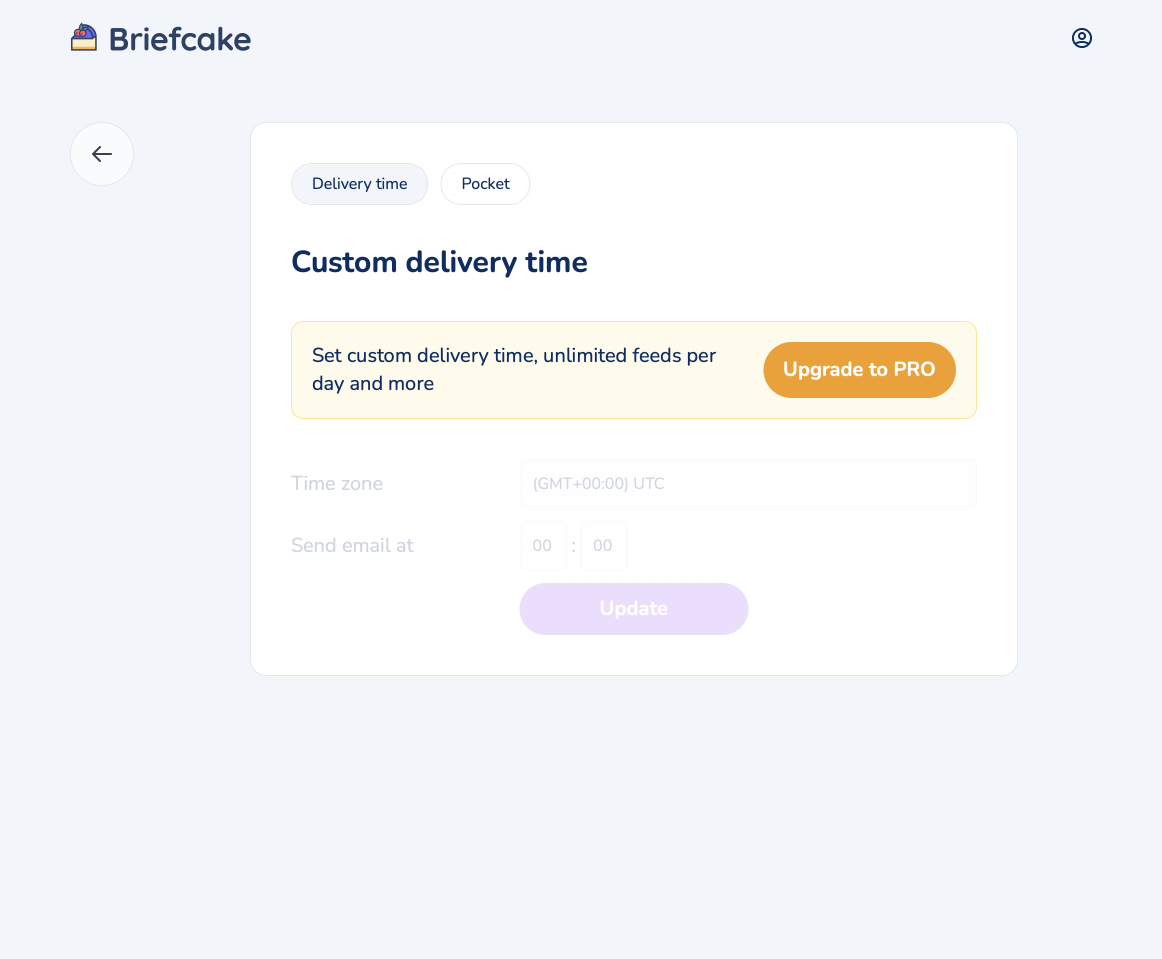 Briefcake
Delivery time
Pocket
Custom delivery time
Set custom delivery time, unlimited feeds per
day and more
Upgrade to PRO
Time zone
(GMT+00:00) UTC
Send email at
00 : 00
Update